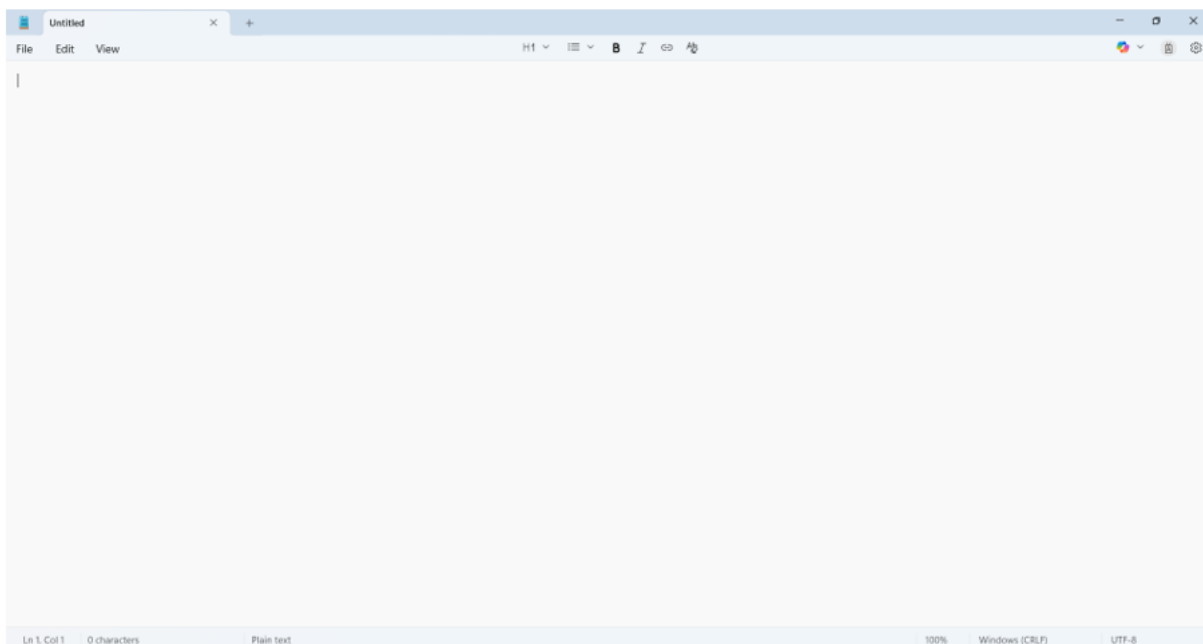 Untitled
File Edit View H1 B I
Ln 1, Col 1 0 characters Plain text 100% Windows (CRLF) UTF-8